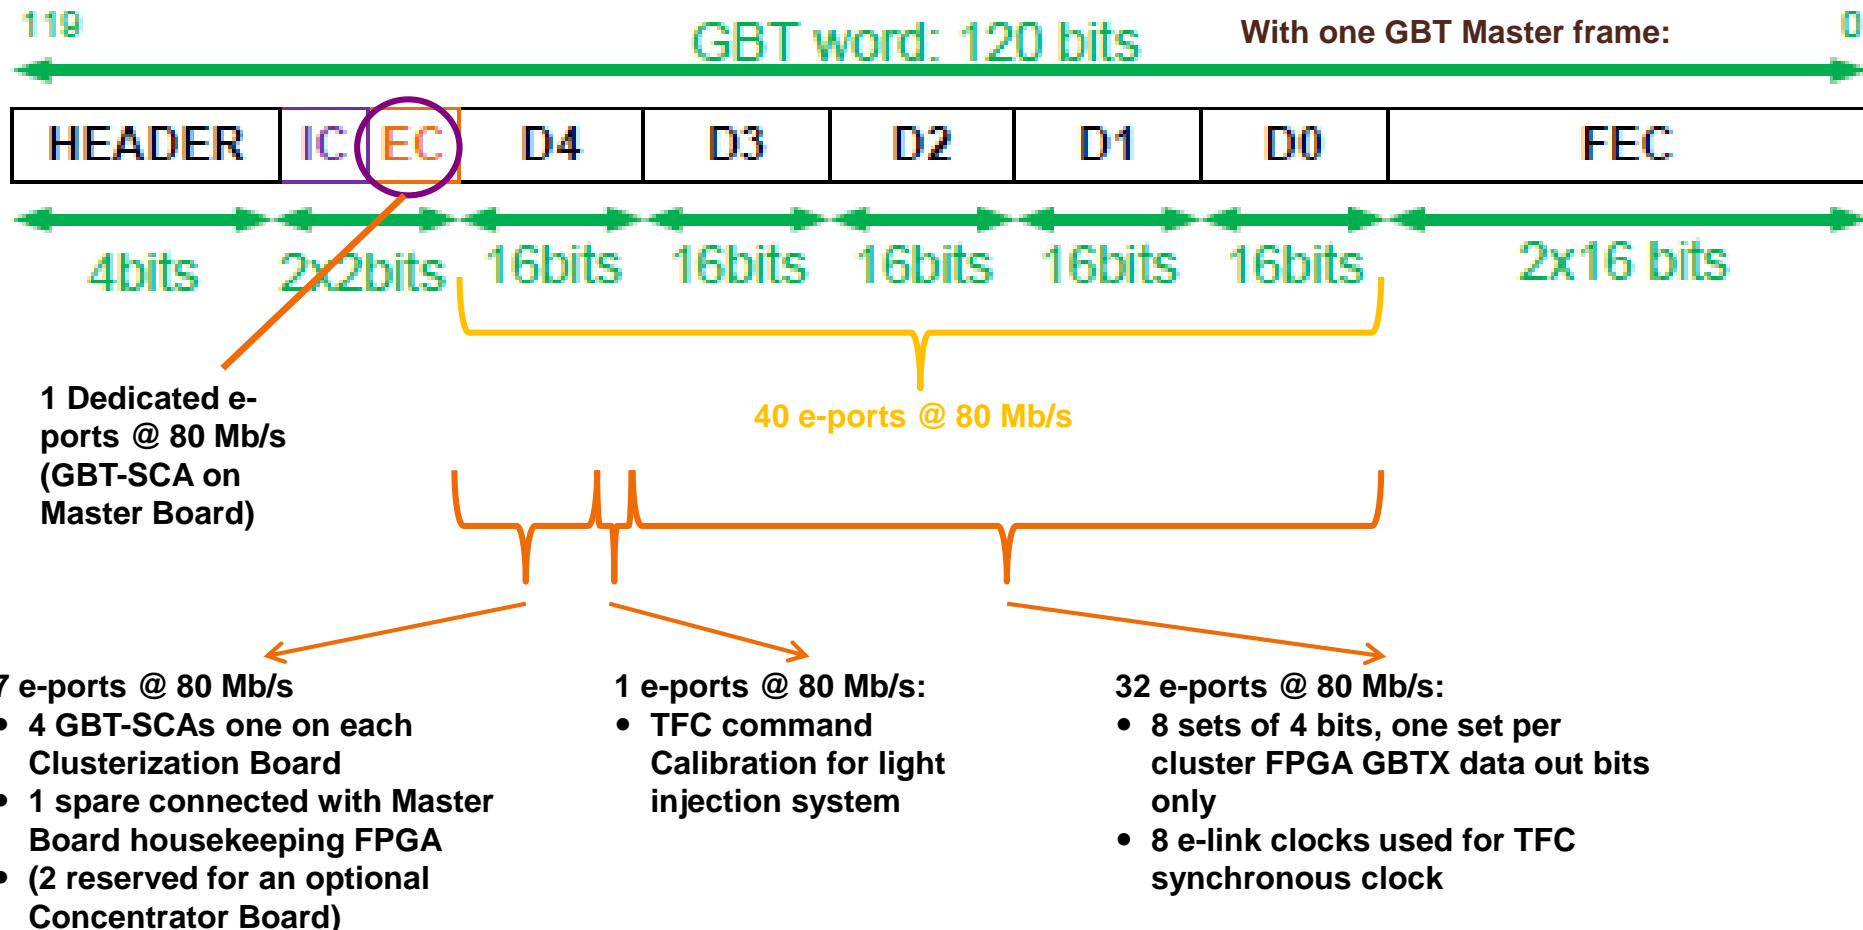 119
GBT word: 120 bits
With one GBT Master frame:
0
HEADER IC EC D4 D3 D2 D1 D0 FEC
4bits 2x2bits 16bits 16bits 16bits 16bits 16bits 2x16 bits
1 Dedicated e-
ports @ 80 Mb/s
(GBT-SCA on
Master Board)
40 e-ports @ 80 Mb/s
7 e-ports @ 80 Mb/s
• 4 GBT-SCAs one on each
Clusterization Board
• 1 spare connected with Master
Board housekeeping FPGA
• (2 reserved for an optional
Concentrator Board)
1 e-ports @ 80 Mb/s:
• TFC command
Calibration for light
injection system
32 e-ports @ 80 Mb/s:
• 8 sets of 4 bits, one set per
cluster FPGA GBTX data out bits
only
• 8 e-link clocks used for TFC
synchronous clock